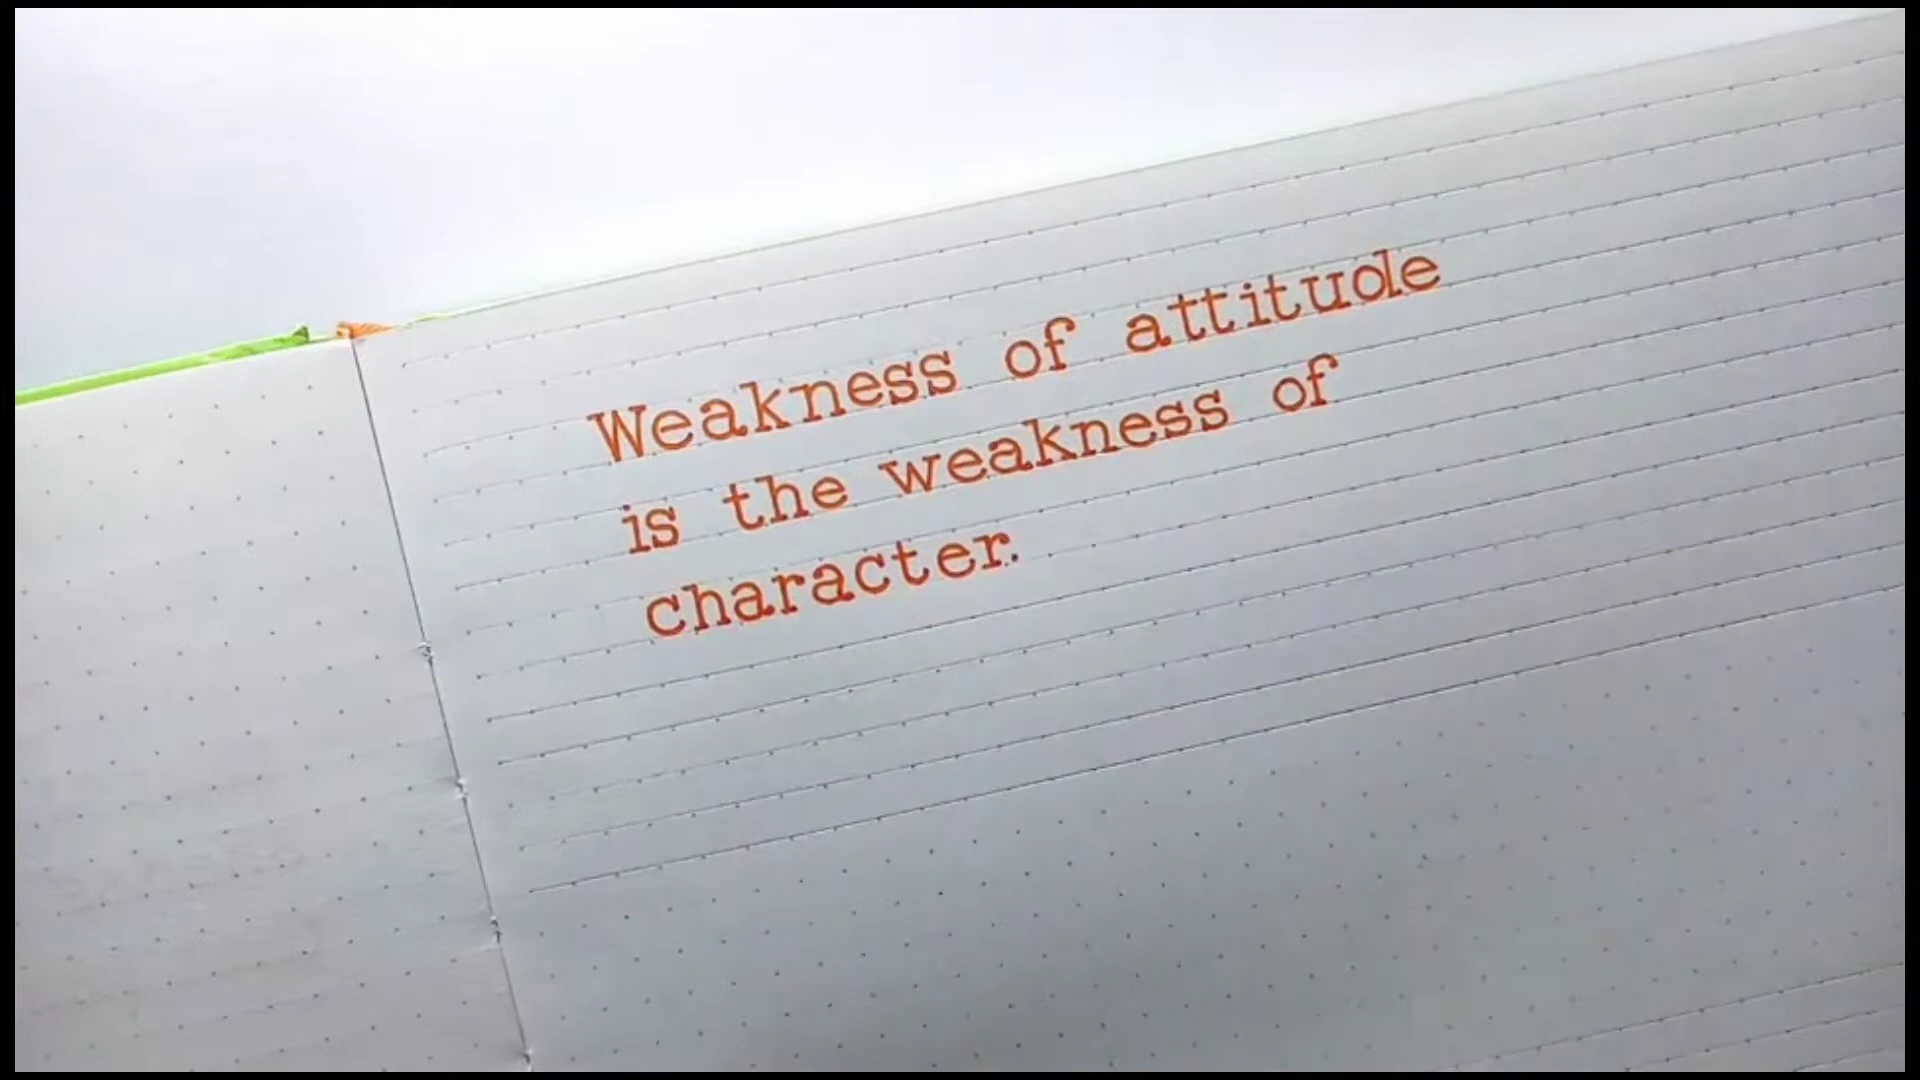 Weakness of attitude
is the weakness of
character.